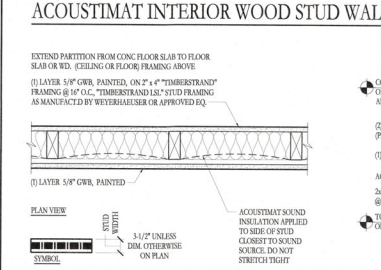 ACOUSTIMAT INTERIOR WOOD STUD WAL
EXTEND PARTITION FROM CONC FLOOR SLAB TO FLOOR
SLAB OR WD. (CEILING OR FLOOR) FRAMING ABOVE
(1) LAYER 5/8" GWB, PAINTED, ON 2" x 4" "TIMBERSTRAND"
FRAMING @ 16" O.C., "TIMBERSTRAND LSL" STUD FRAMING
AS MANUFACT.D BY WEYERHAEUSER OR APPROVED EQ.
(1) LAYER 5/8" GWB, PAINTED
PLAN VIEW
STUD
WIDTH
3-1/2" UNLESS
DIM. OTHERWISE
ON PLAN
SYMBOL
ACOUSTIMAT SOUND
INSULATION APPLIED
TO SIDE OF STUD
CLOSEST TO SOUND
SOURCE. DO NOT
STRETCH TIGHT
(2)
(P
(1)
2x
@